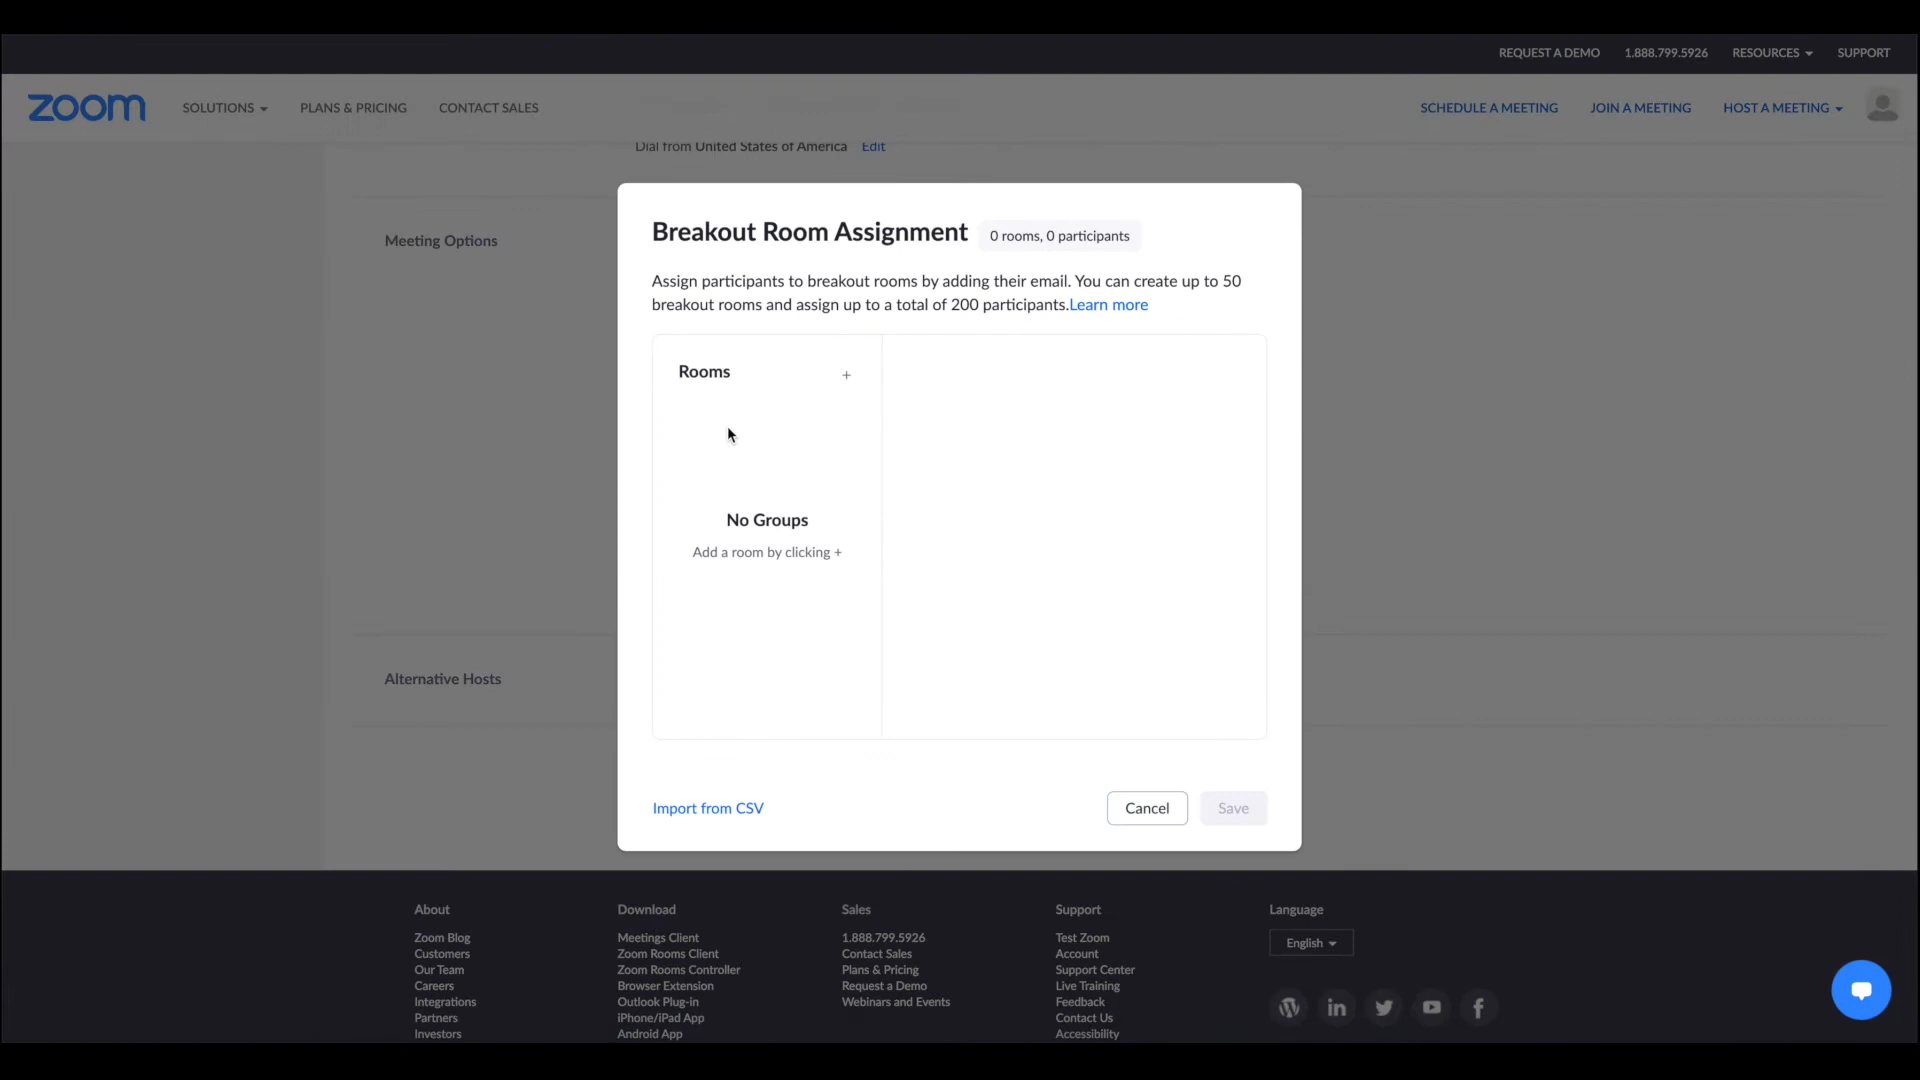 REQUEST A DEMO 1.888.799.5926 RESOURCES SUPPORT
zoom SOLUTIONS PLANS & PRICING CONTACT SALES SCHEDULE A MEETING JOIN A MEETING HOST A MEETING
Dial from United States of America Edit
Meeting Options
Breakout Room Assignment 0 rooms, 0 participants
Assign participants to breakout rooms by adding their email. You can create up to 50
breakout rooms and assign up to a total of 200 participants.Learn more
Rooms +
No Groups
Add a room by clicking +
Alternative Hosts
Import from CSV Cancel Save
About
Zoom Blog
Customers
Our Team
Careers
Integrations
Partners
Investors
Download
Meetings Client
Zoom Rooms Client
Zoom Rooms Controller
Browser Extension
Outlook Plug-in
iPhone/iPad App
Android App
Sales
1.888.799.5926
Contact Sales
Plans & Pricing
Request a Demo
Webinars and Events
Support
Test Zoom
Account
Support Center
Live Training
Feedback
Contact Us
Accessibility
Language
English